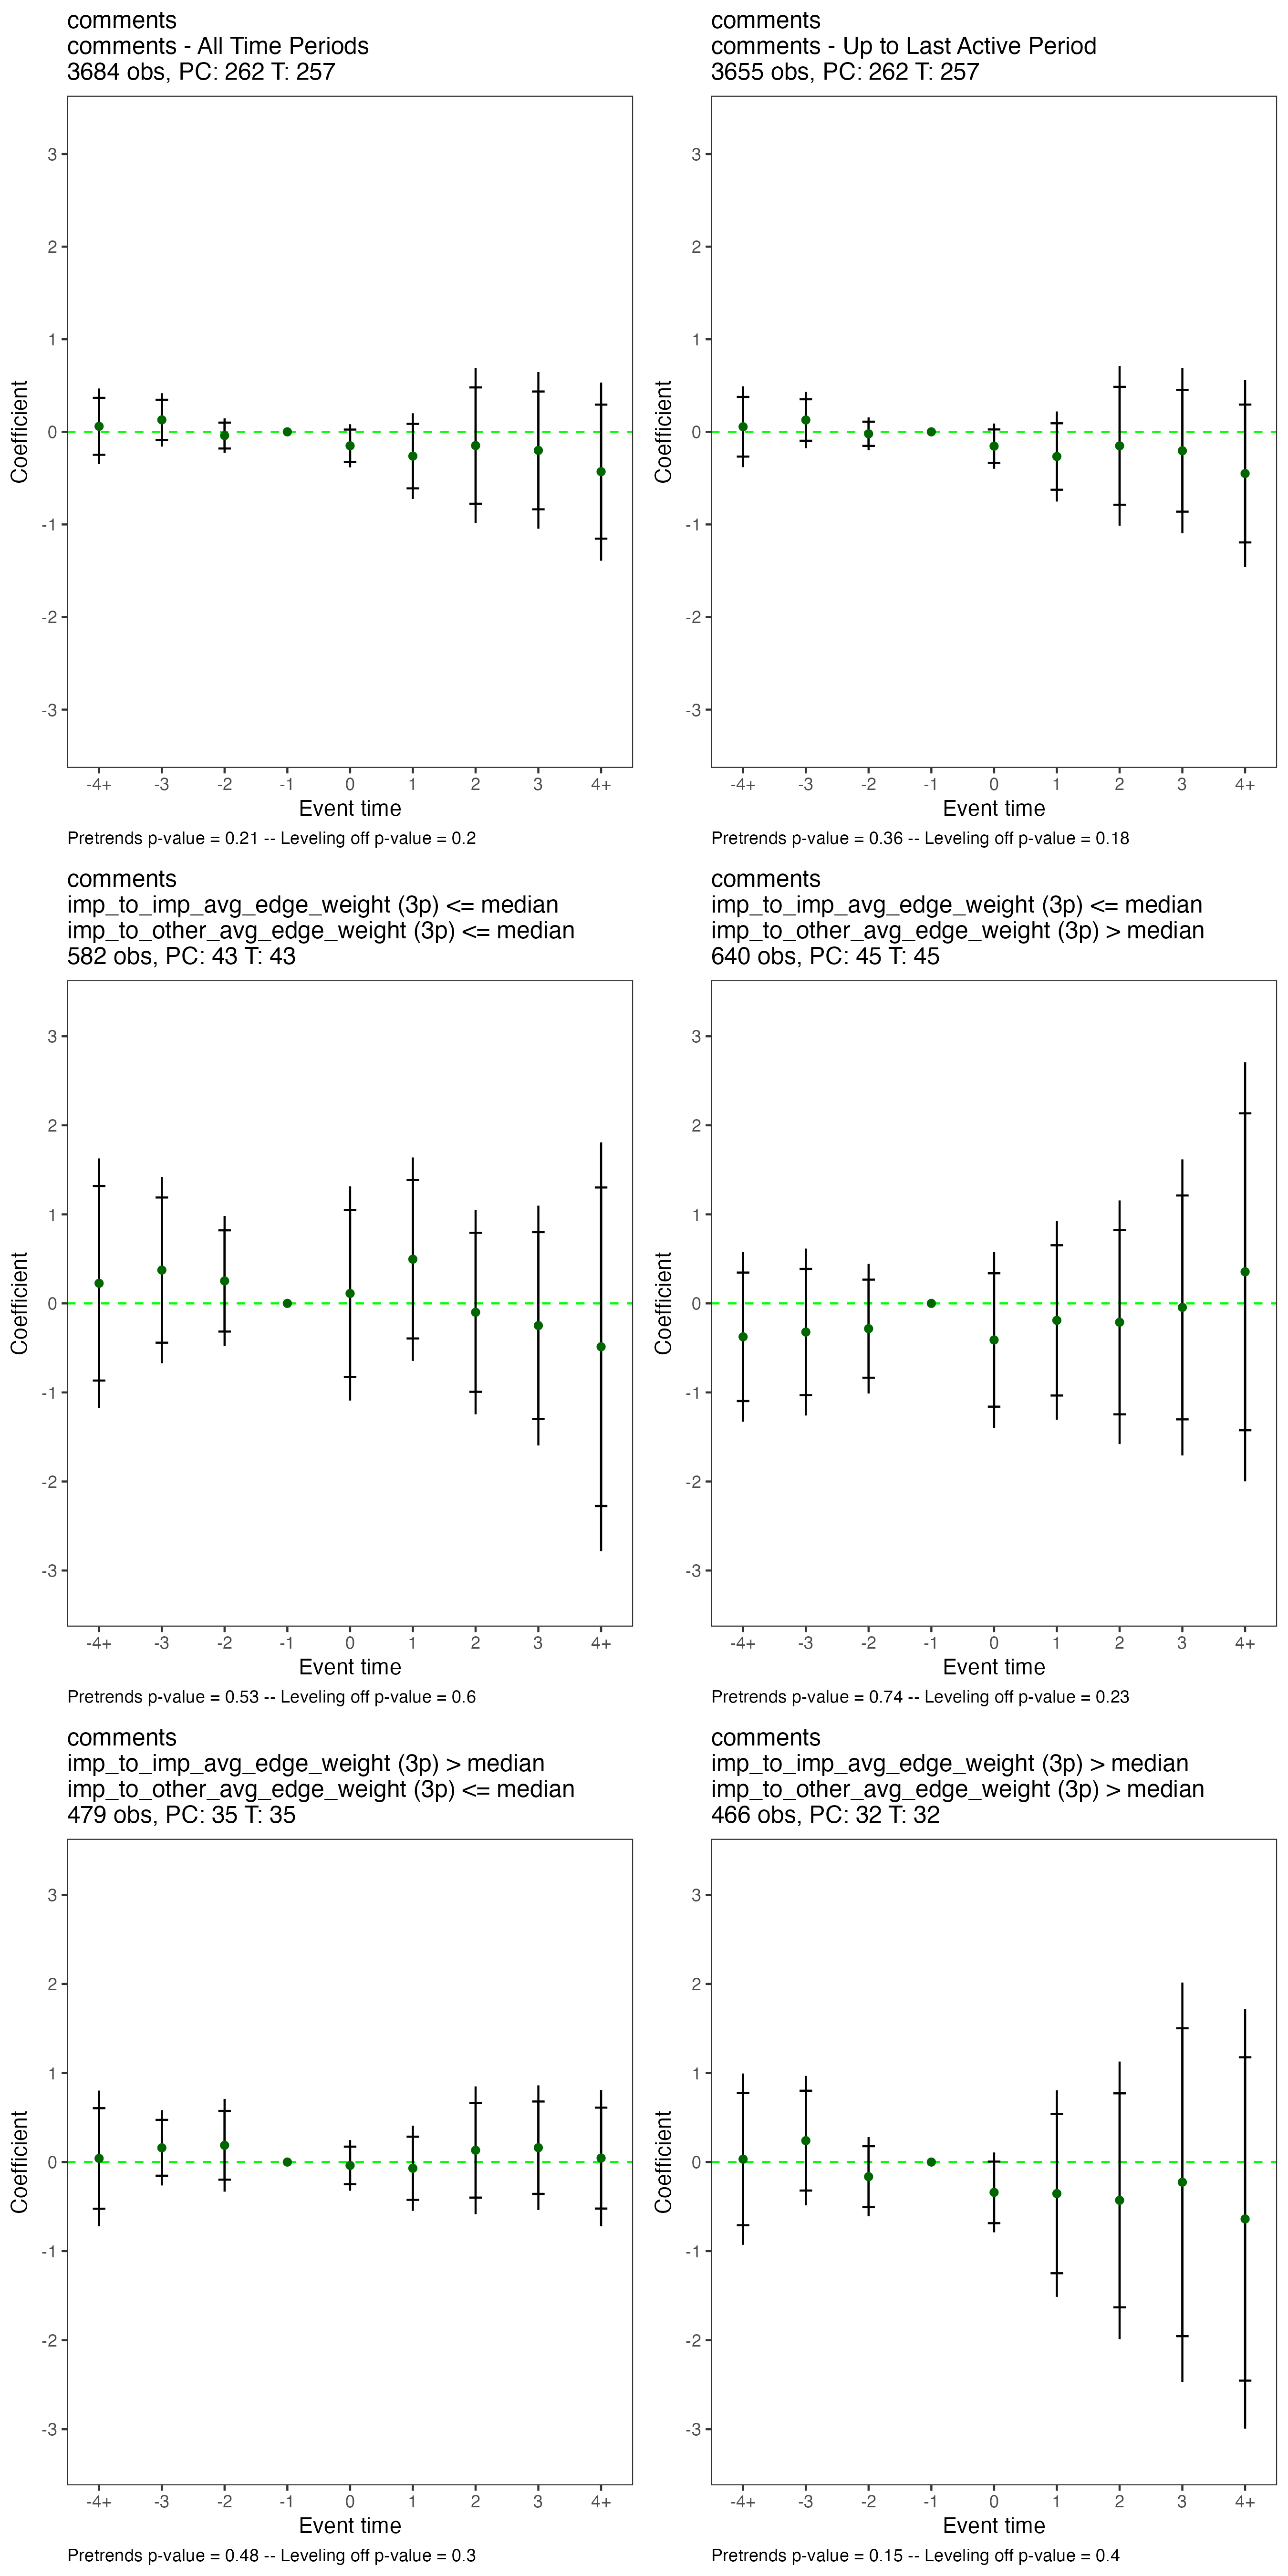 comments
comments - All Time Periods
3684 obs, PC: 262 T: 257
3
2
1
0
-1
-2
-3
Coefficient
-4+ -3 -2 -1 0 1 2 3 4+
Event time
Pretrends p-value = 0.21 -- Leveling off p-value = 0.2
comments
comments - Up to Last Active Period
3655 obs, PC: 262 T: 257
3
2
1
0
-1
-2
-3
Coefficient
-4+ -3 -2 -1 0 1 2 3 4+
Event time
Pretrends p-value = 0.36 -- Leveling off p-value = 0.18
comments
imp_to_imp_avg_edge_weight (3p) <= median
imp_to_other_avg_edge_weight (3p) <= median
582 obs, PC: 43 T: 43
3
2
1
0
-1
-2
-3
Coefficient
-4+ -3 -2 -1 0 1 2 3 4+
Event time
Pretrends p-value = 0.53 -- Leveling off p-value = 0.6
comments
imp_to_imp_avg_edge_weight (3p) <= median
imp_to_other_avg_edge_weight (3p) > median
640 obs, PC: 45 T: 45
3
2
1
0
-1
-2
-3
Coefficient
-4+ -3 -2 -1 0 1 2 3 4+
Event time
Pretrends p-value = 0.74 -- Leveling off p-value = 0.23
comments
imp_to_imp_avg_edge_weight (3p) > median
imp_to_other_avg_edge_weight (3p) <= median
479 obs, PC: 35 T: 35
3
2
1
0
-1
-2
-3
Coefficient
-4+ -3 -2 -1 0 1 2 3 4+
Event time
Pretrends p-value = 0.48 -- Leveling off p-value = 0.3
comments
imp_to_imp_avg_edge_weight (3p) > median
imp_to_other_avg_edge_weight (3p) > median
466 obs, PC: 32 T: 32
3
2
1
0
-1
-2
-3
Coefficient
-4+ -3 -2 -1 0 1 2 3 4+
Event time
Pretrends p-value = 0.15 -- Leveling off p-value = 0.4